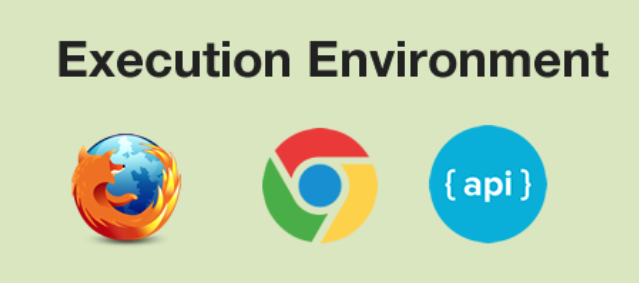 Execution Environment
{ api }